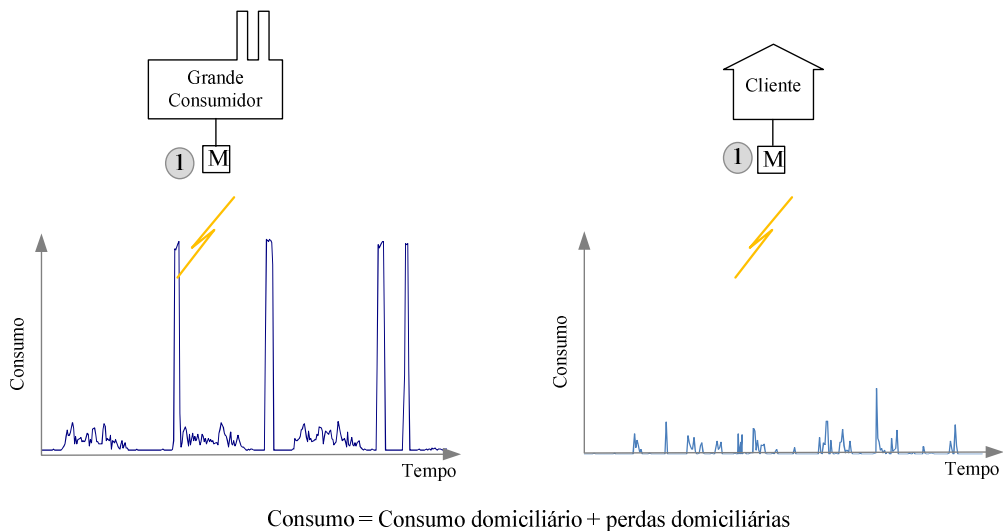 Grande
Consumidor
1 M
Cliente
1 M
Consumo
Tempo
Consumo
Tempo
Consumo = Consumo domiciliário + perdas domiciliárias